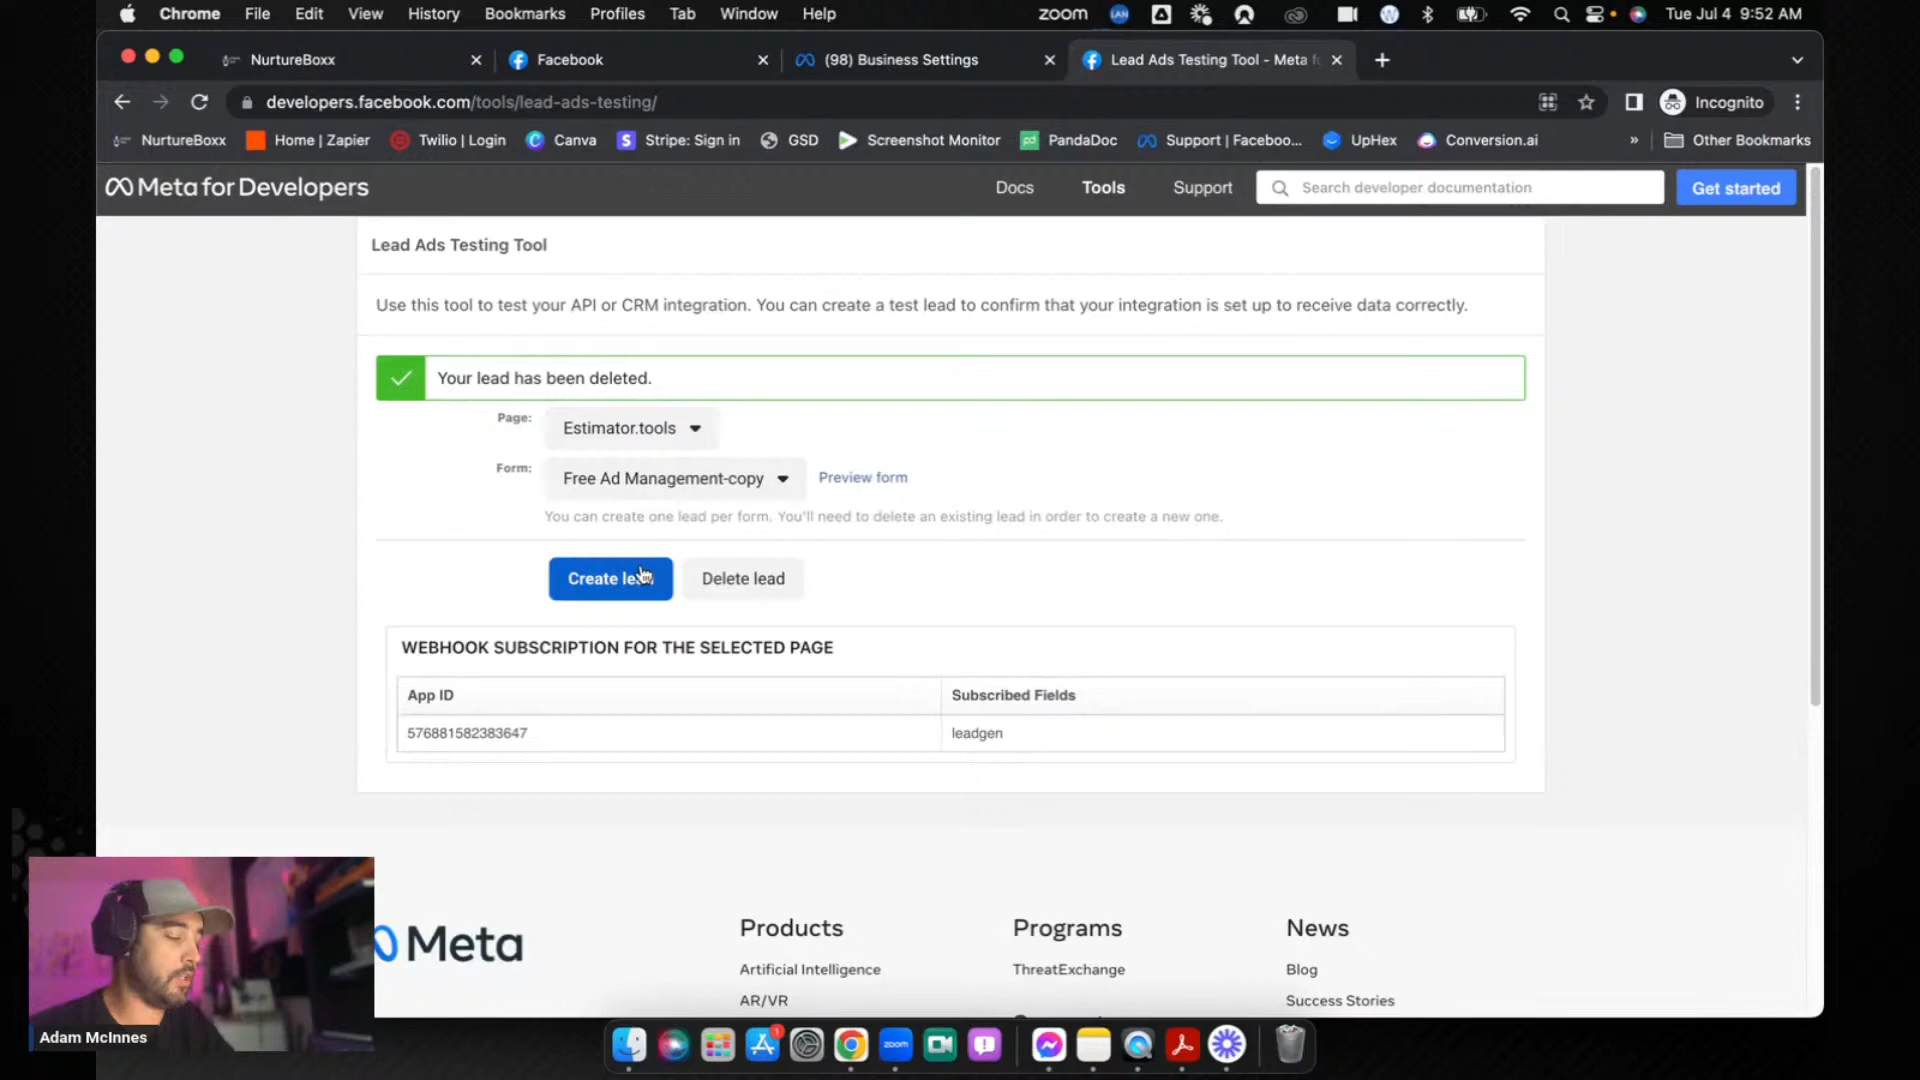 Chrome File Edit View History Bookmarks Profiles Tab Window Help zoom LAN Tue Jul 4 9:52 AM
NurtureBoxx Facebook (98) Business Settings Lead Ads Testing Tool - Meta f
developers.facebook.com/tools/lead-ads-testing/ Incognito
NurtureBoxx Home | Zapier Twilio | Login Canva Stripe: Sign in GSD Screenshot Monitor pd PandaDoc Support | Faceboo... UpHex Conversion.ai » Other Bookmarks
Meta for Developers Docs Tools Support Search developer documentation Get started
Lead Ads Testing Tool
Use this tool to test your API or CRM integration. You can create a test lead to confirm that your integration is set up to receive data correctly.
Your lead has been deleted.
Page: Estimator.tools
Form: Free Ad Management-copy Preview form
You can create one lead per form. You'll need to delete an existing lead in order to create a new one.
Create le Delete lead
WEBHOOK SUBSCRIPTION FOR THE SELECTED PAGE
App ID Subscribed Fields
576881582383647 leadgen
Meta Products Programs News
Artificial Intelligence ThreatExchange Blog
AR/VR Success Stories
Adam McInnes
1
zoom